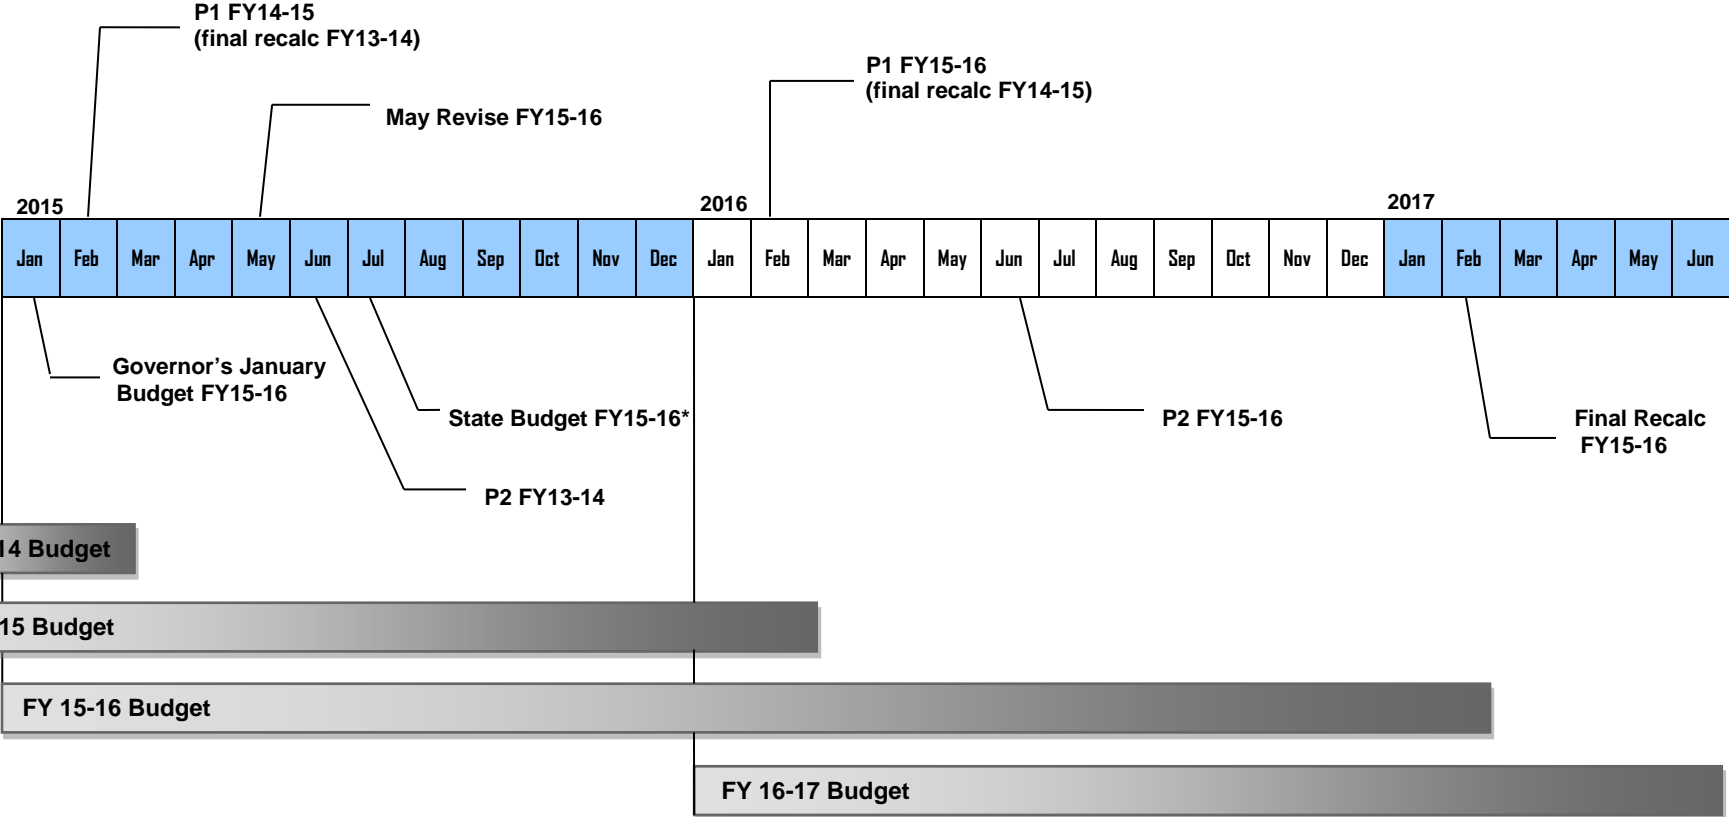 P1 FY14-15
(final recalc FY13-14)
P1 FY15-16
(final recalc FY14-15)
May Revise FY15-16
2015
2016
2017
Jan Feb Mar Apr May Jun Jul Aug Sep Oct Nov Dec Jan Feb Mar Apr May Jun Jul Aug Sep Oct Nov Dec Jan Feb Mar Apr May Jun
Governor’s January
Budget FY15-16
State Budget FY15-16*
P2 FY15-16
Final Recalc
FY15-16
P2 FY13-14
14 Budget
15 Budget
FY 15-16 Budget
FY 16-17 Budget